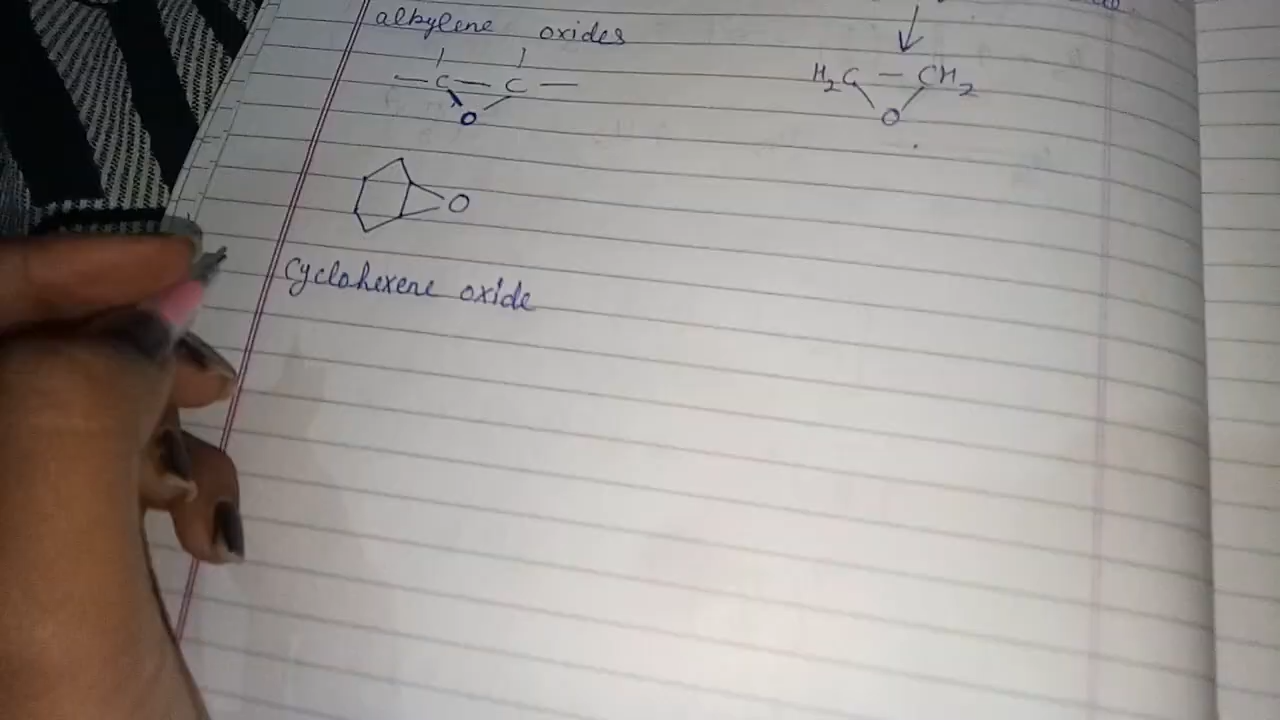 alkylene oxides
— C — C —
O
H₂C — CH₂
O
O
Cyclohexene oxide